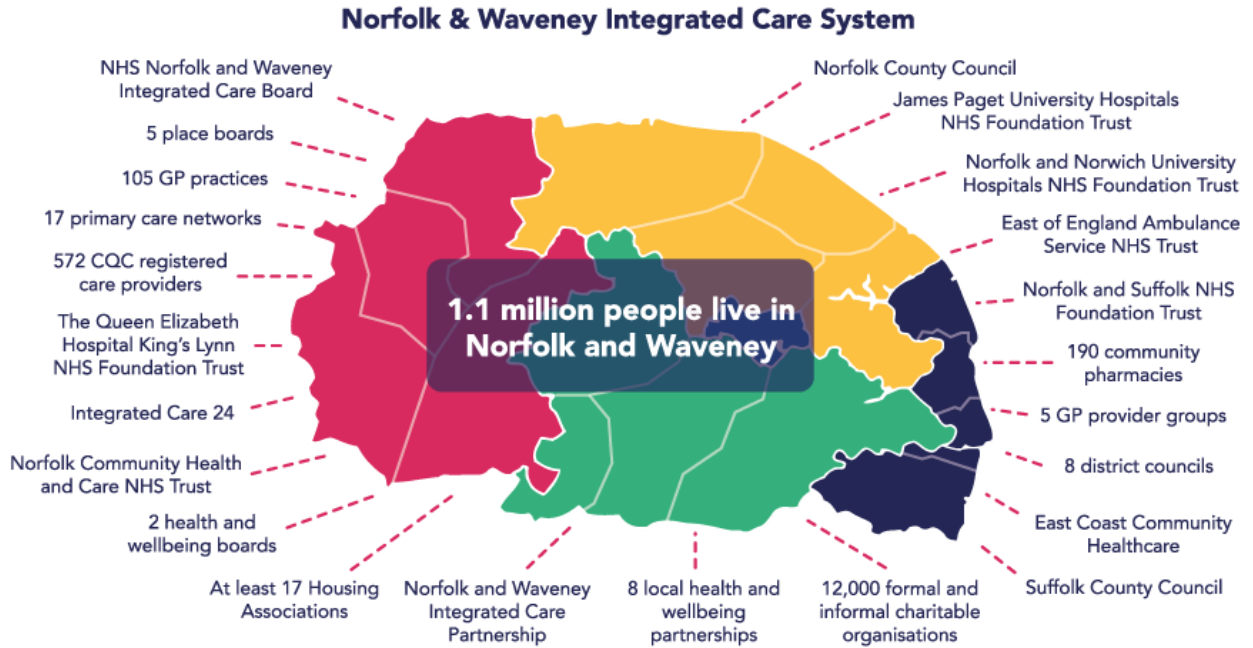 Norfolk & Waveney Integrated Care System
NHS Norfolk and Waveney
Integrated Care Board
5 place boards
105 GP practices
17 primary care networks
572 CQC registered
care providers
The Queen Elizabeth
Hospital King's Lynn
NHS Foundation Trust
Integrated Care 24
Norfolk Community Health
and Care NHS Trust
2 health and
wellbeing boards
At least 17 Housing
Associations
Norfolk and Waveney
Integrated Care
Partnership
8 local health and
wellbeing
partnerships
12,000 formal and
informal charitable
organisations
Norfolk County Council
James Paget University Hospitals
NHS Foundation Trust
Norfolk and Norwich University
Hospitals NHS Foundation Trust
East of England Ambulance
Service NHS Trust
Norfolk and Suffolk NHS
Foundation Trust
190 community
pharmacies
5 GP provider groups
8 district councils
East Coast Community
Healthcare
Suffolk County Council
1.1 million people live in
Norfolk and Waveney